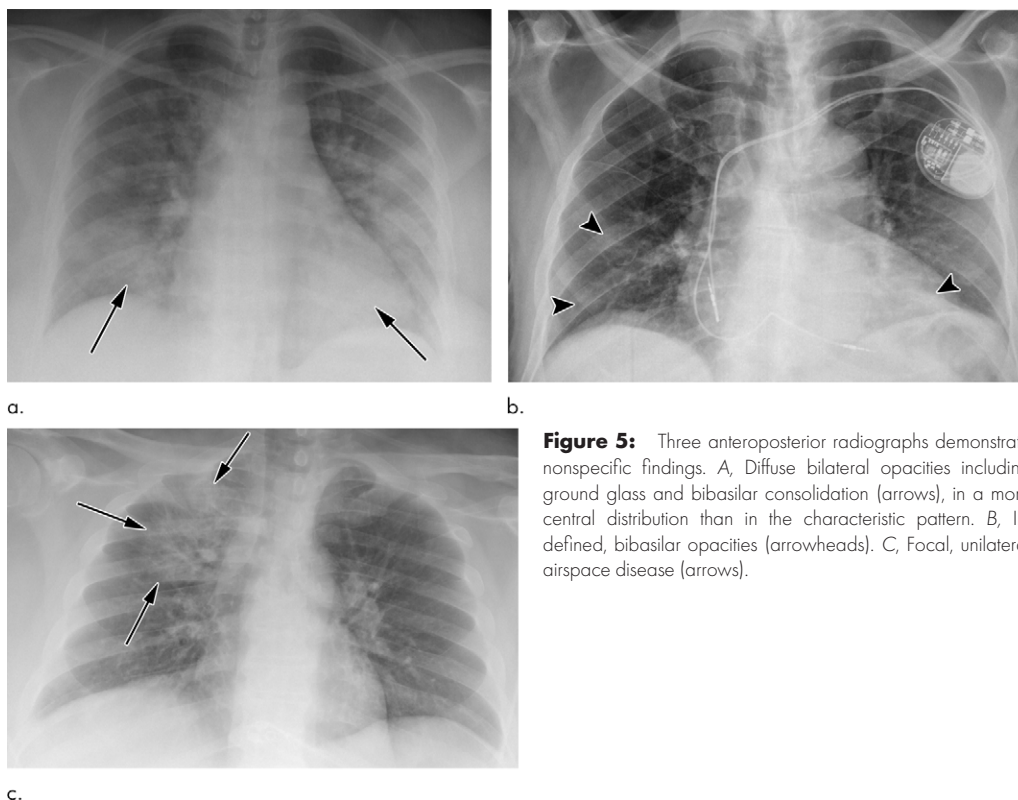 a.
b.
Figure 5: Three anteroposterior radiographs demonstrat
nonspecific findings. A, Diffuse bilateral opacities includin
ground glass and bibasilar consolidation (arrows), in a mor
central distribution than in the characteristic pattern. B, I
defined, bibasilar opacities (arrowheads). C, Focal, unilater
airspace disease (arrows).
c.